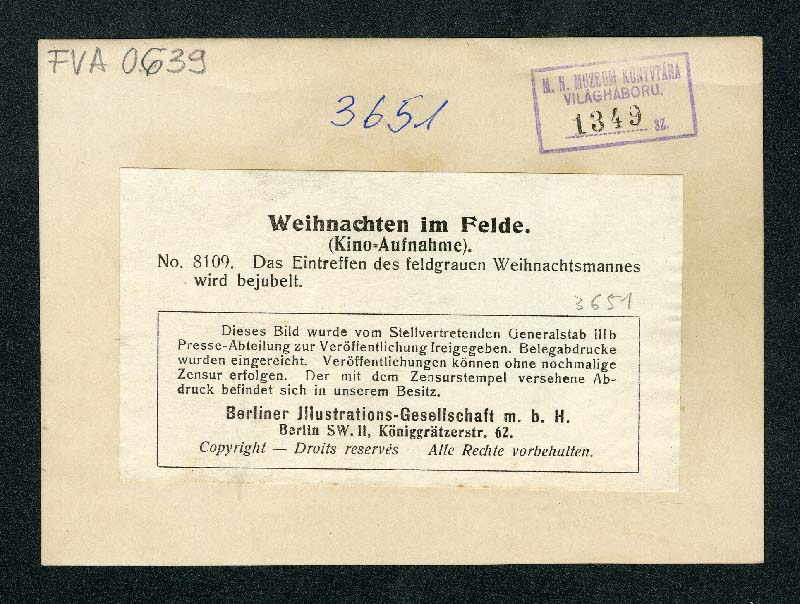 FVA 0639
3651
M. N. MUZEUM KÖNYVTÁRA
VILÁGHÁBORU.
1349 SZ.
Weihnachten im Felde.
(Kino-Aufnahme).
No. 8109. Das Eintreffen des feldgrauen Weihnachtsmannes
wird bejubelt.
3651
Dieses Bild wurde vom Stellvertretenden Generalstab IIIb
Presse-Abteilung zur Veröffentlichung freigegeben. Belegabdrucke
wurden eingereicht. Veröffentlichungen können ohne nochmalige
Zensur erfolgen. Der mit dem Zensurstempel versehene Ab-
druck befindet sich in unserem Besitz.
Berliner Jllustrations-Gesellschaft m. b. H.
Berlin SW. 11, Königgrätzerstr. 62.
Copyright — Droits reservés Alle Rechte vorbehalten.